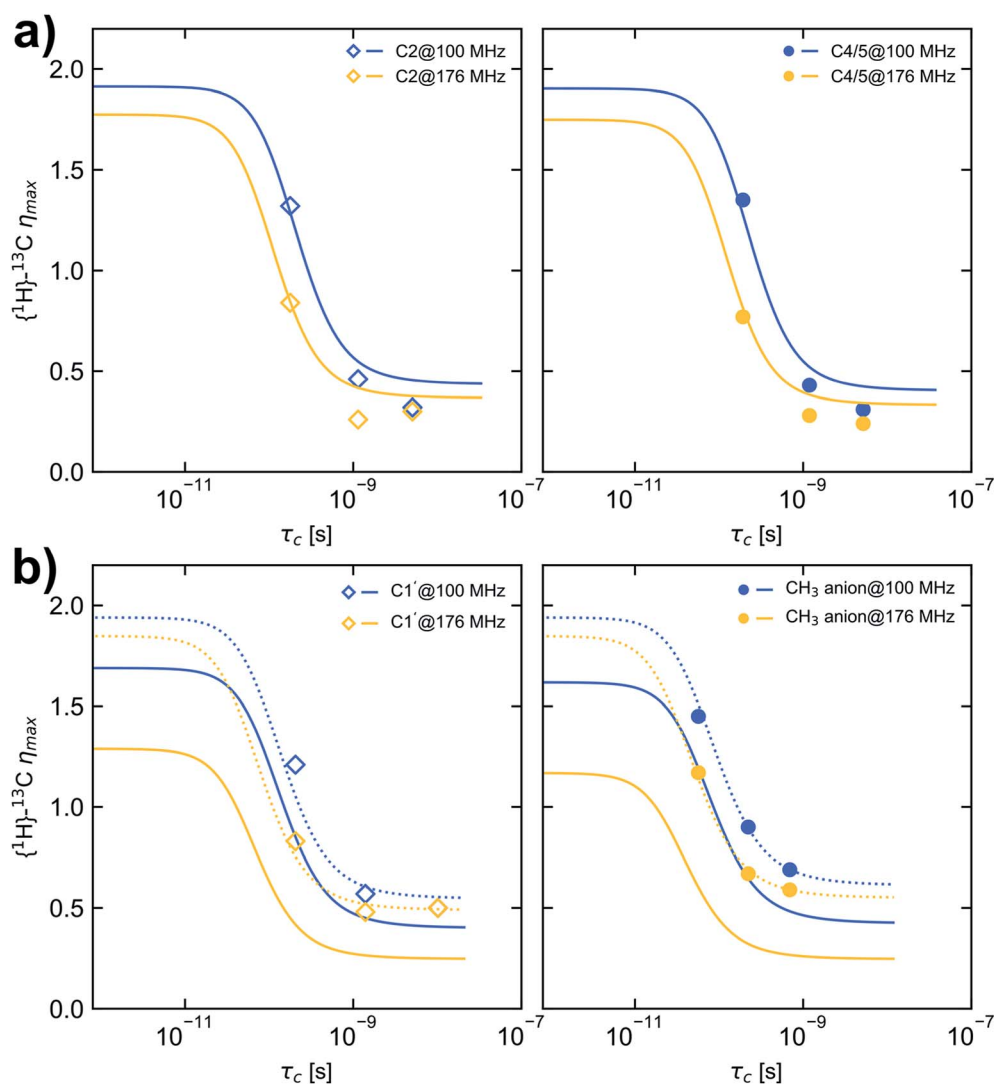 a)
C2@100 MHz
C2@176 MHz
C4/5@100 MHz
C4/5@176 MHz
2.0
1.5
1.0
0.5
0.0
{¹H}-¹³C ηmax
10⁻¹¹ 10⁻⁹ 10⁻⁷
10⁻¹¹ 10⁻⁹ 10⁻⁷
τc [s]
τc [s]
b)
C1′@100 MHz
C1′@176 MHz
CH₃ anion@100 MHz
CH₃ anion@176 MHz
2.0
1.5
1.0
0.5
0.0
{¹H}-¹³C ηmax
10⁻¹¹ 10⁻⁹ 10⁻⁷
10⁻¹¹ 10⁻⁹ 10⁻⁷
τc [s]
τc [s]